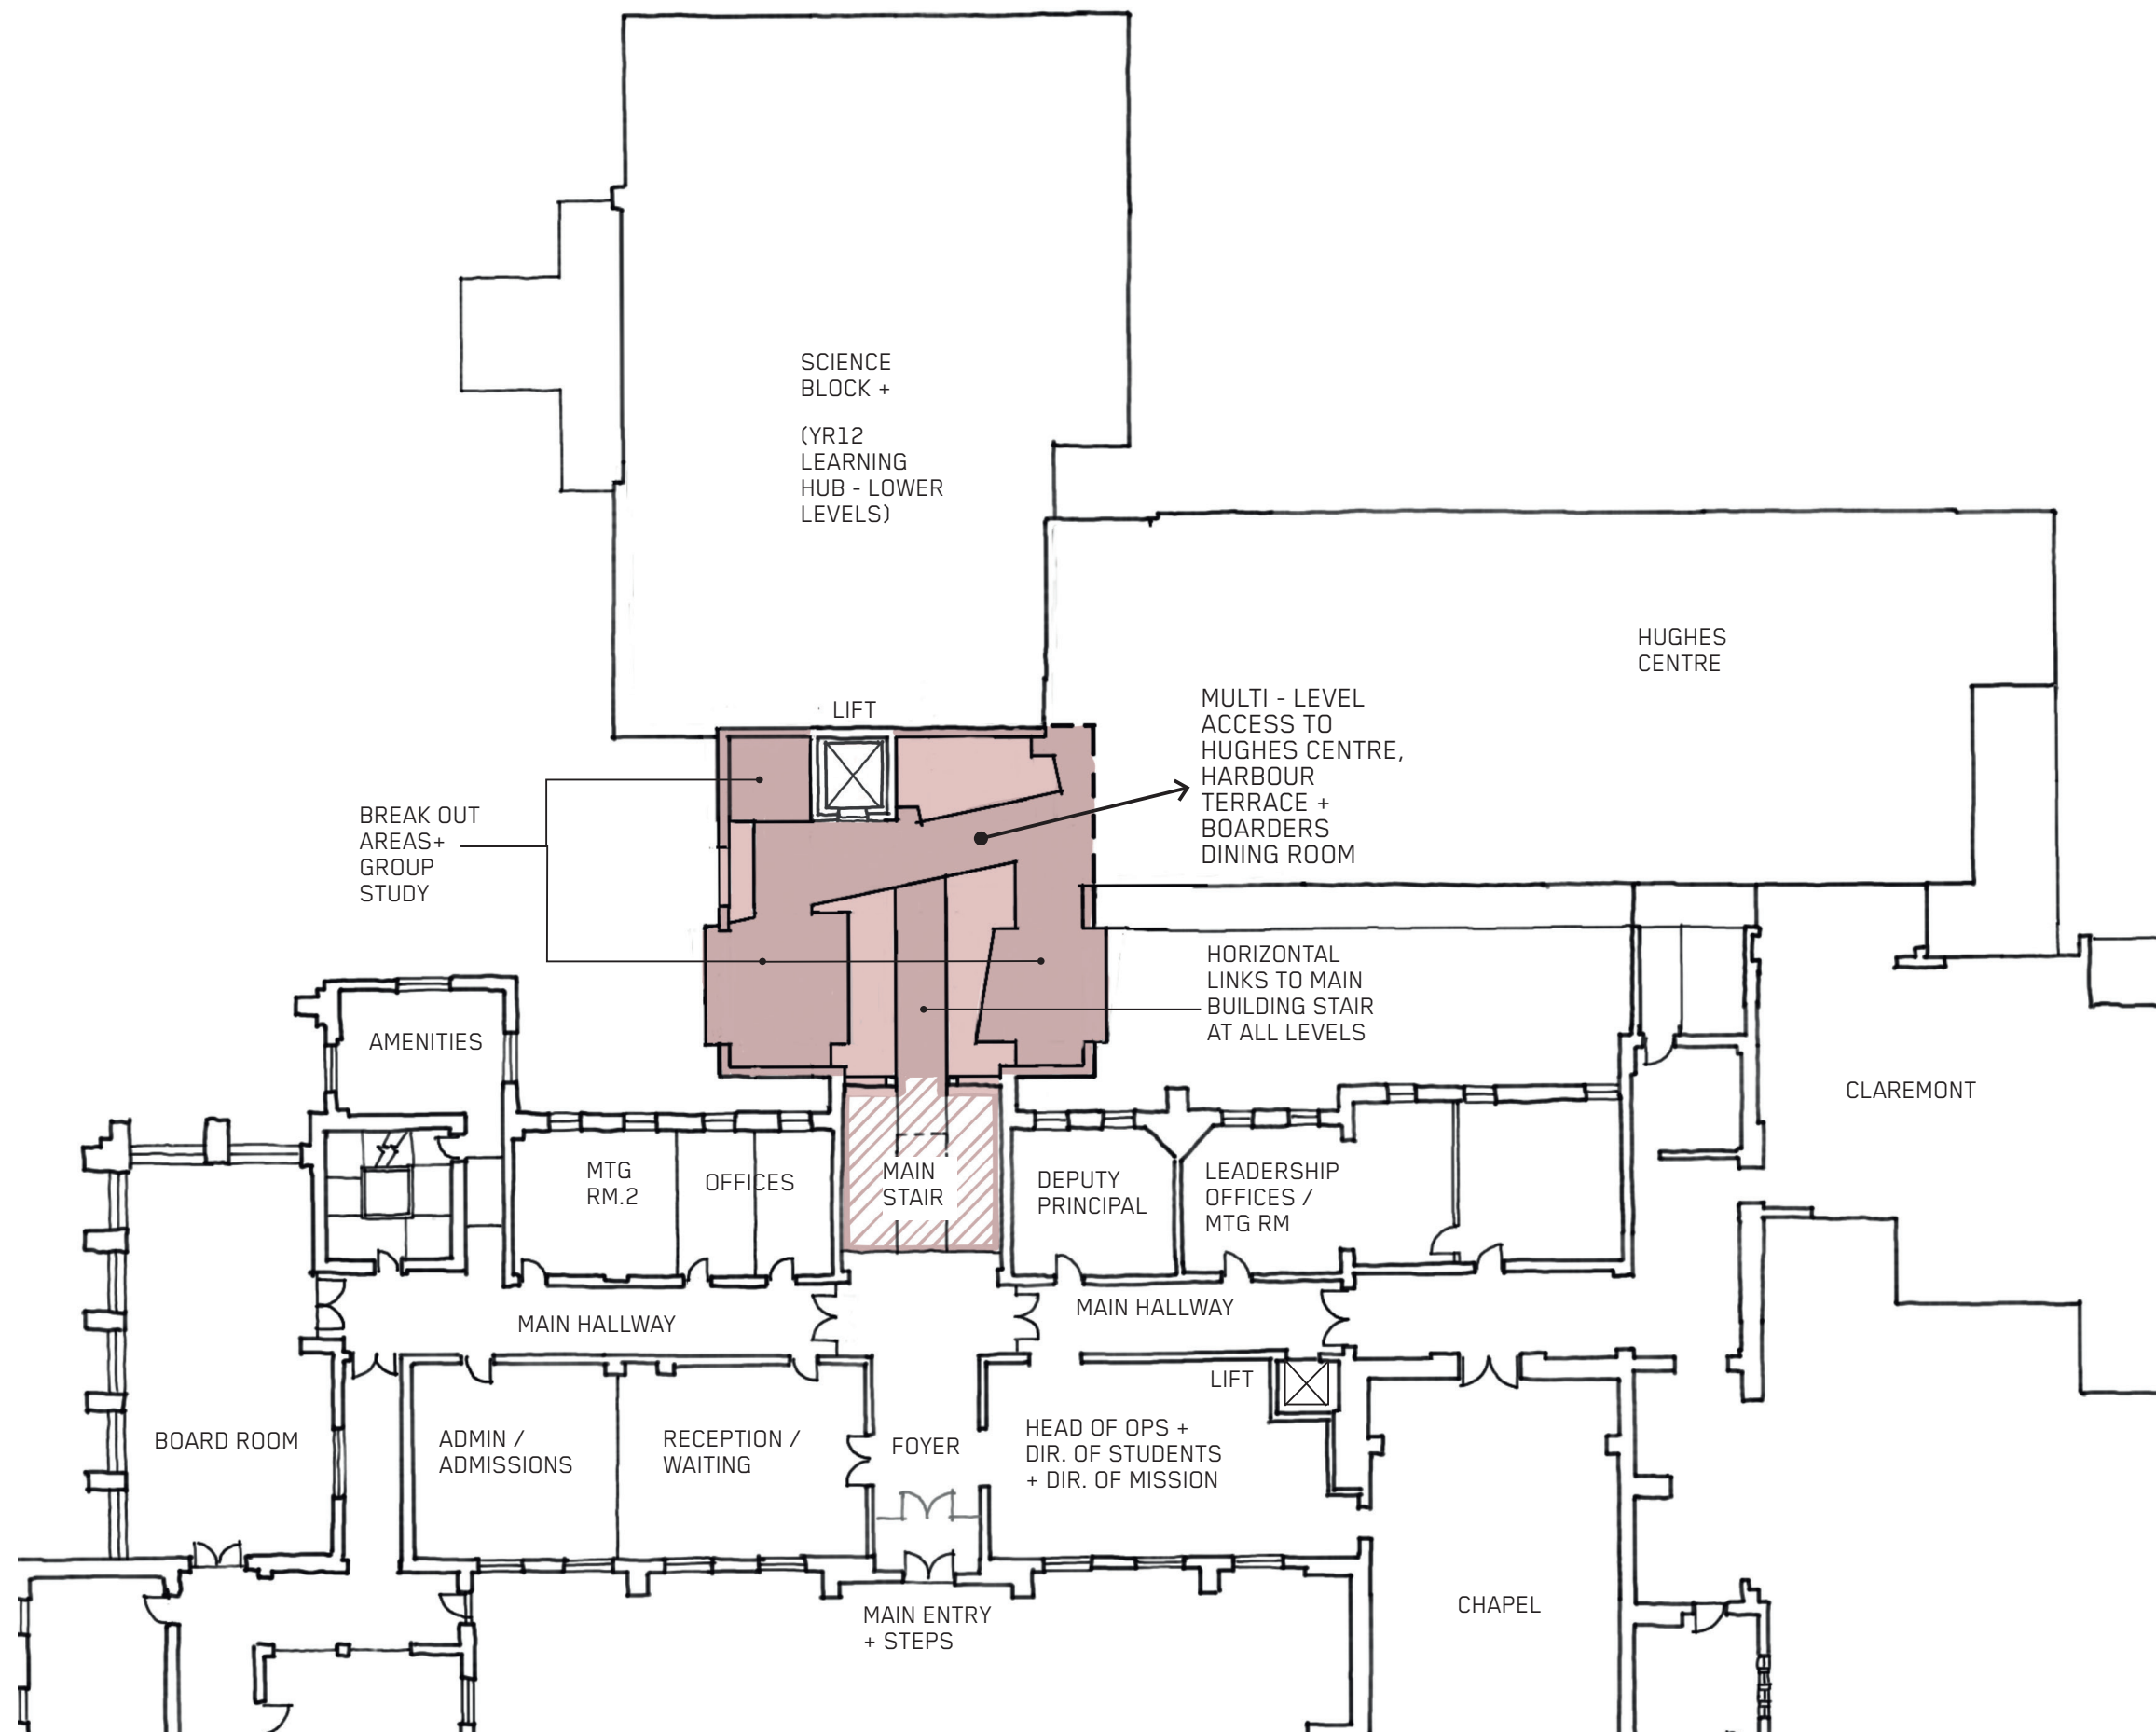 SCIENCE
BLOCK +
(YR12
LEARNING
HUB - LOWER
LEVELS)
HUGHES
CENTRE
LIFT
MULTI - LEVEL
ACCESS TO
HUGHES CENTRE,
HARBOUR
TERRACE +
BOARDERS
DINING ROOM
BREAK OUT
AREAS+
GROUP
STUDY
HORIZONTAL
LINKS TO MAIN
BUILDING STAIR
AT ALL LEVELS
AMENITIES
CLAREMONT
MTG
RM.2
OFFICES
MAIN
STAIR
DEPUTY
PRINCIPAL
LEADERSHIP
OFFICES /
MTG RM
MAIN HALLWAY
MAIN HALLWAY
LIFT
BOARD ROOM
ADMIN /
ADMISSIONS
RECEPTION /
WAITING
FOYER
HEAD OF OPS +
DIR. OF STUDENTS
+ DIR. OF MISSION
MAIN ENTRY
+ STEPS
CHAPEL